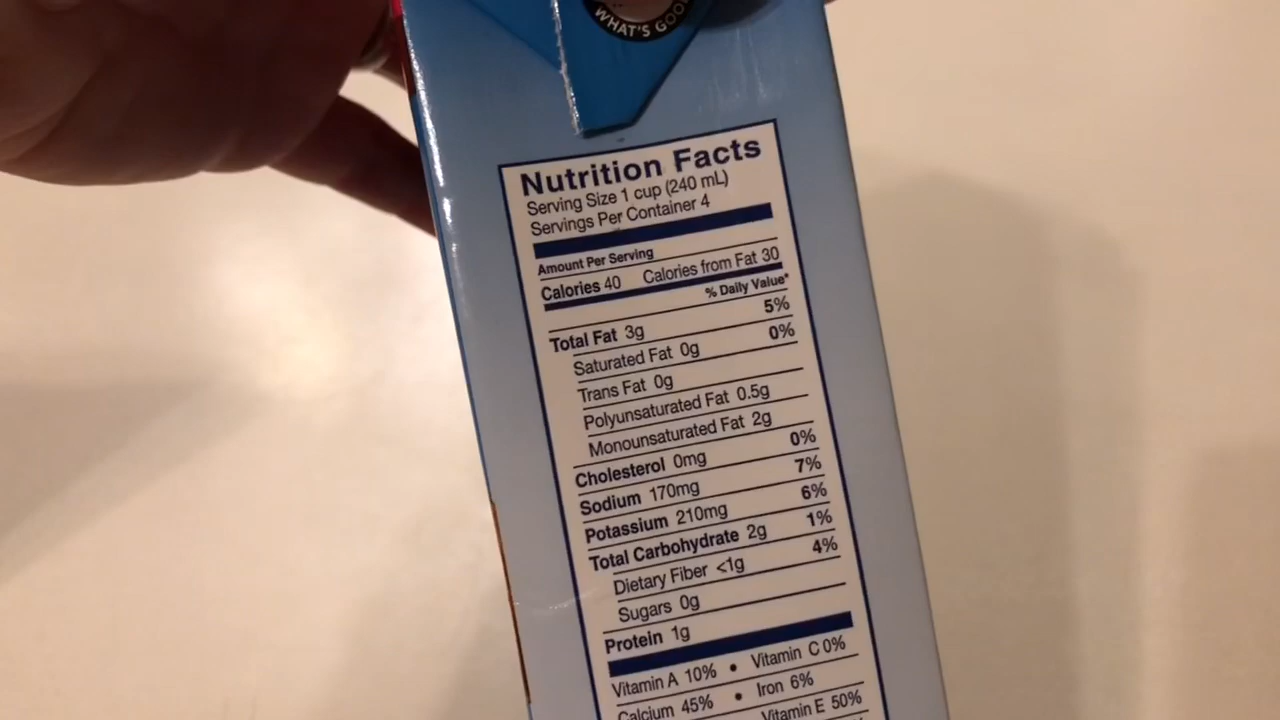 WHAT'S GOOD
Nutrition Facts
Serving Size 1 cup (240 mL)
Servings Per Container 4
Amount Per Serving
Calories 40 Calories from Fat 30
% Daily Value*
Total Fat 3g 5%
Saturated Fat 0g 0%
Trans Fat 0g
Polyunsaturated Fat 0.5g
Monounsaturated Fat 2g
Cholesterol 0mg 0%
Sodium 170mg 7%
Potassium 210mg 6%
Total Carbohydrate 2g 1%
Dietary Fiber <1g 4%
Sugars 0g
Protein 1g
Vitamin A 10% • Vitamin C 0%
Calcium 45% • Iron 6%
Vitamin E 50%